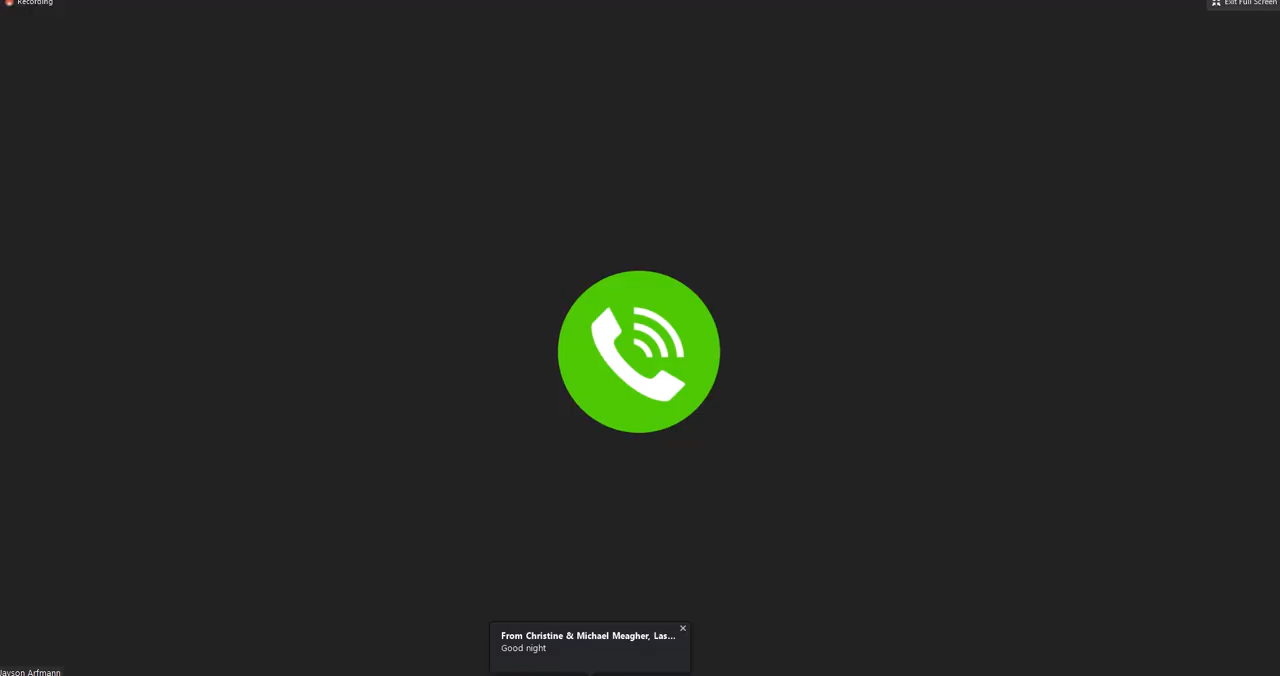 Recording
Exit Full Screen
From Christine & Michael Meagher, Las...
Good night
Jayson Arfmann